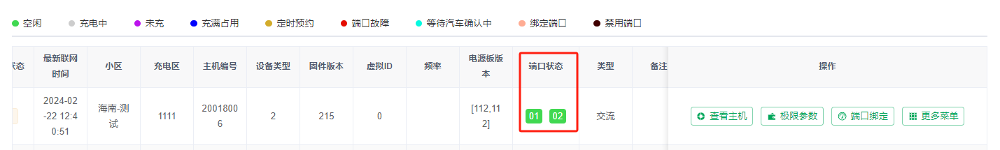 空闲 充电中 未充 充满占用 定时预约 端口故障 等待汽车确认中 绑定端口 禁用端口
状态 最新联网时间 小区 充电区 主机编号 设备类型 固件版本 虚拟ID 频率 电源板版本 端口状态 类型 备注 操作
2024-02-22 12:40:51 海南-测试 1111 20018006 2 215 0 [112,112] 01 02 交流 查看主机 极限参数 端口绑定 更多菜单